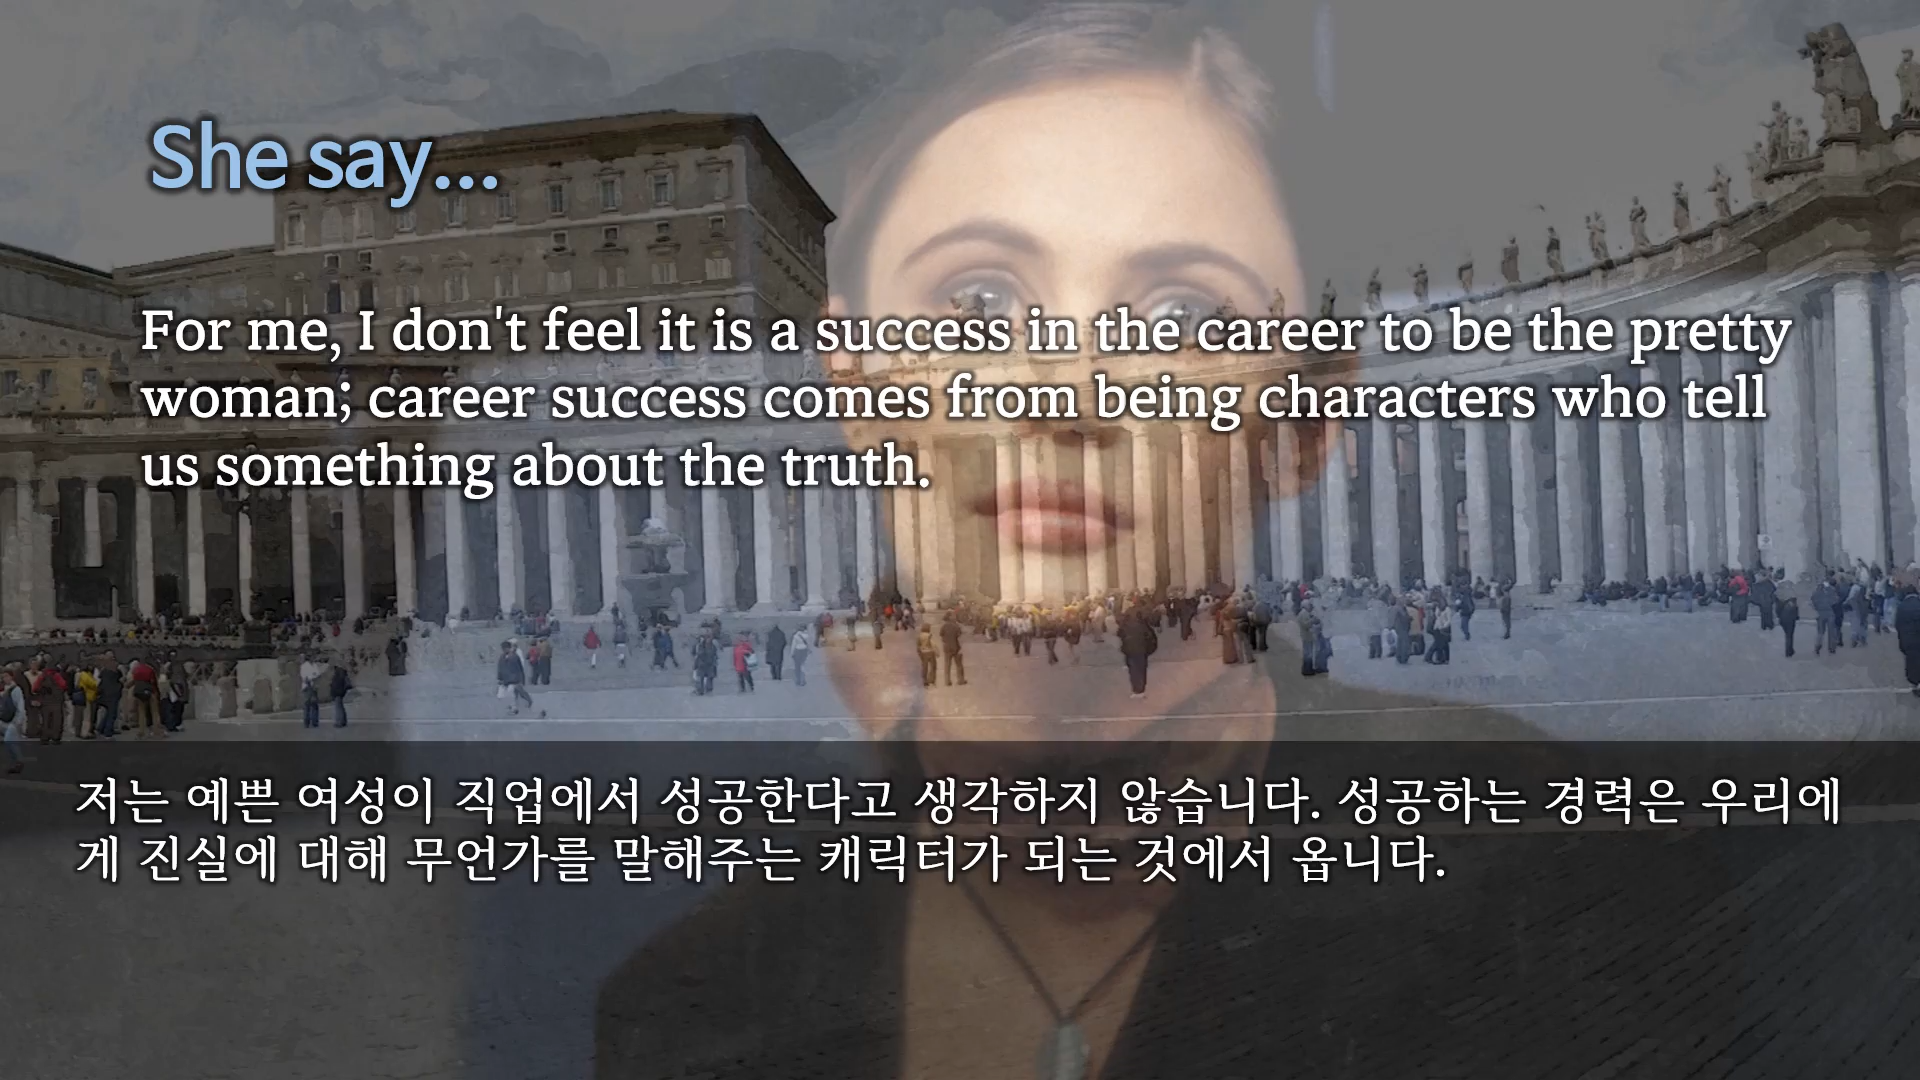 She say...
For me, I don't feel it is a success in the career to be the pretty
woman; career success comes from being characters who tell
us something about the truth.
저는 예쁜 여성이 직업에서 성공한다고 생각하지 않습니다. 성공하는 경력은 우리에
게 진실에 대해 무언가를 말해주는 캐릭터가 되는 것에서 옵니다.